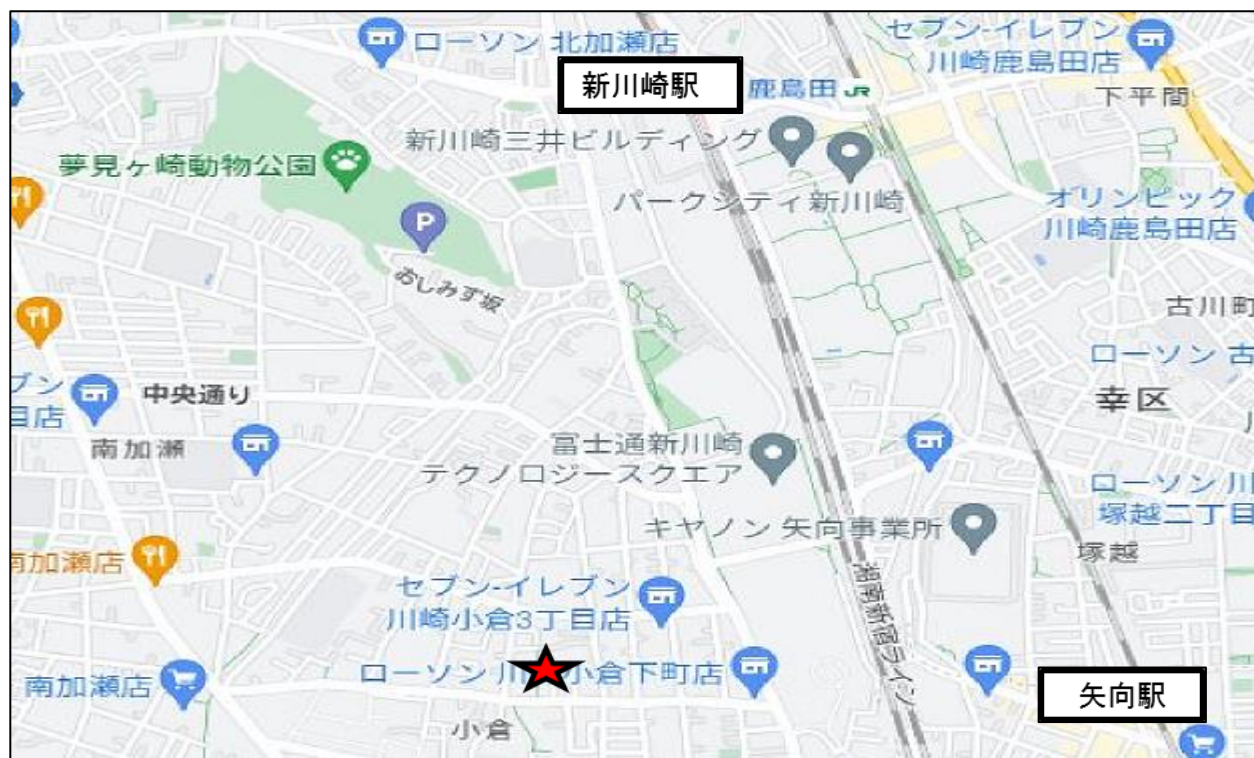 ローソン 北加瀬店
セブン-イレブン
川崎鹿島田店
新川崎駅
鹿島田 JR
下平間
新川崎三井ビルディング
夢見ヶ崎動物公園
パークシティ新川崎
オリンピック
川崎鹿島田店
P
おしみず坂
古川町
ローソン 古
ブン
目店
中央通り
幸区
南加瀬
富士通新川崎
テクノロジースクエア
ローソン 川
塚越二丁目
キヤノン 矢向事業所
塚越
南加瀬店
湘南新宿ライン
セブン-イレブン
川崎小倉3丁目店
ローソン 川 小倉下町店
南加瀬店
矢向駅
小倉